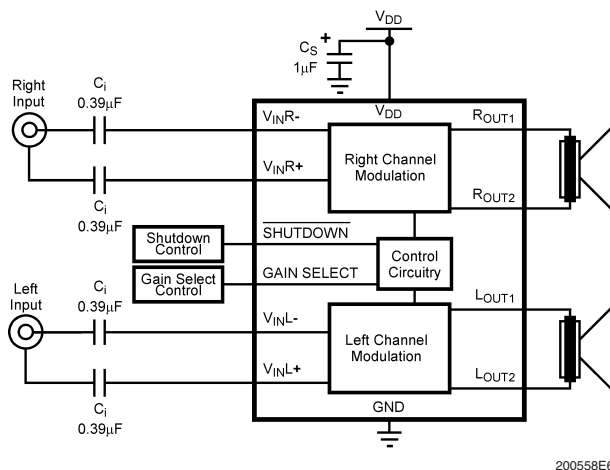 VDD
CS
+
1µF
Right
Input
Ci
0.39µF
VINR-
VDD
ROUT1
Right Channel
Modulation
VINR+
ROUT2
Ci
0.39µF
SHUTDOWN
Shutdown
Control
Control
Circuitry
GAIN SELECT
Gain Select
Control
Left
Input
Ci
0.39µF
VINL-
LOUT1
Left Channel
Modulation
VINL+
LOUT2
Ci
0.39µF
GND
200558E6